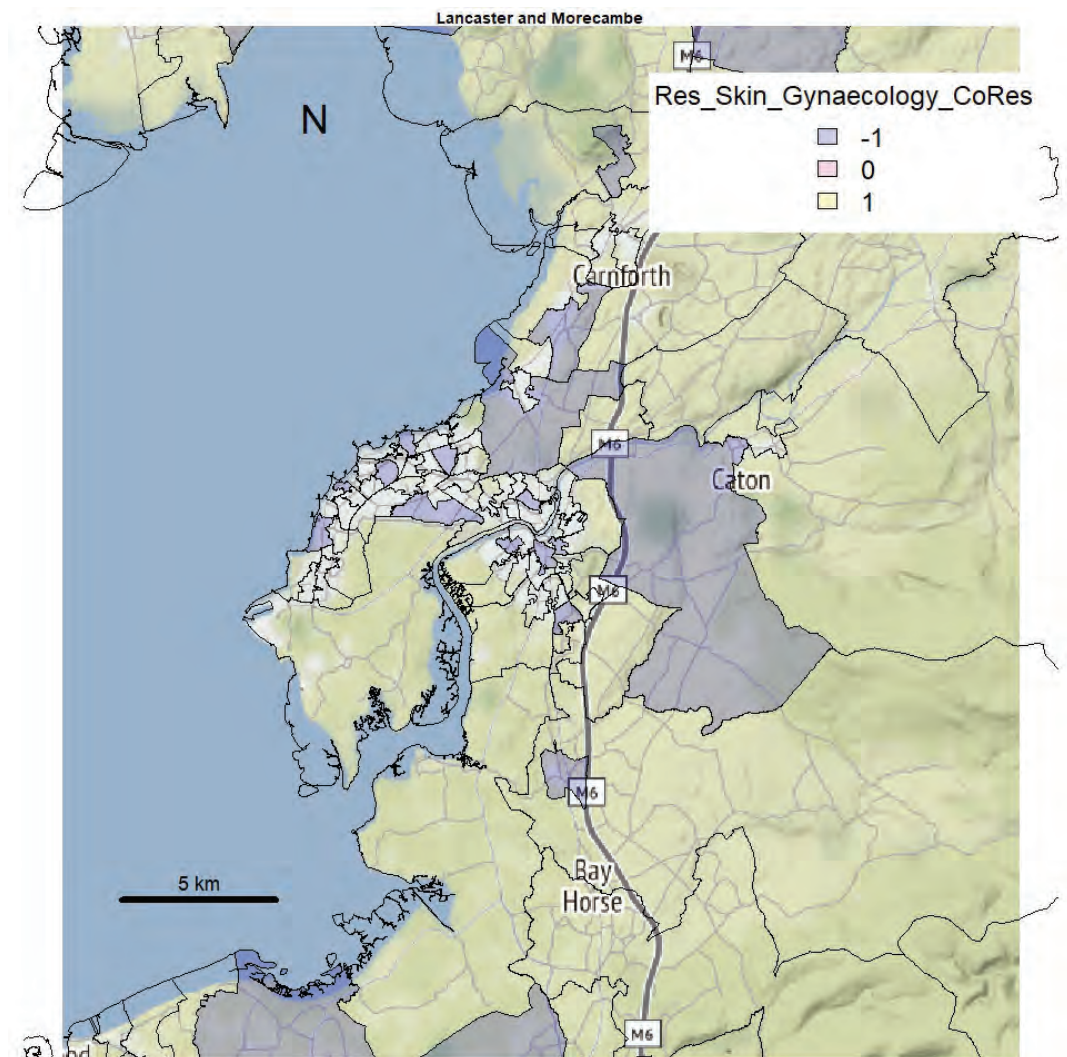 Lancaster and Morecambe
M6
N
Res_Skin_Gynaecology_CoRes
-1
0
1
Carnforth
M6
Caton
M6
M6
Bay
Horse
5 km
M6